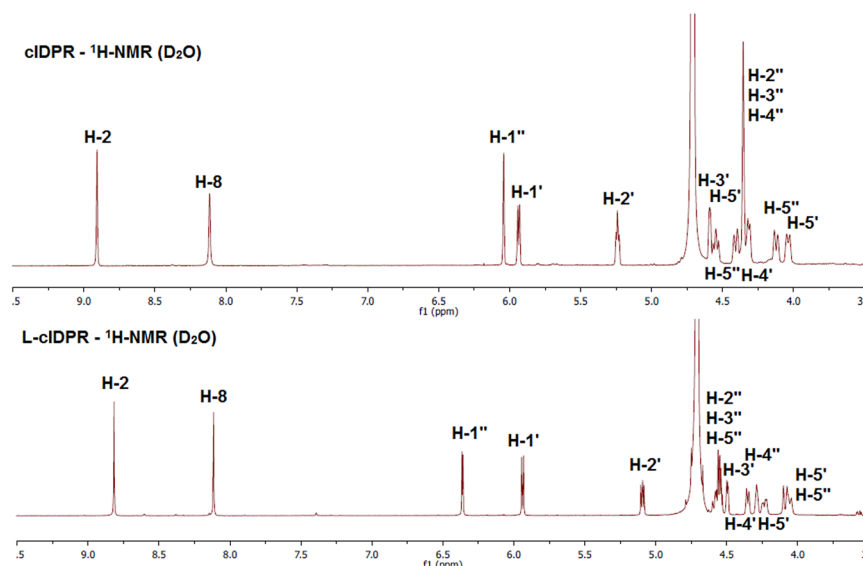 cIDPR - ¹H-NMR (D₂O)
H-2
H-8
H-1''
H-1'
H-2'
H-2''
H-3''
H-4''
H-3'
H-5'
H-5''
H-4'
H-5''
H-5'
.5 9.0 8.5 8.0 7.5 7.0 6.5 6.0 5.5 5.0 4.5 4.0 3.
f1 (ppm)
L-cIDPR - ¹H-NMR (D₂O)
H-2
H-8
H-1''
H-1'
H-2'
H-2''
H-3''
H-5''
H-3'
H-4'
H-4''
H-5'
H-5'
H-5''
.5 9.0 8.5 8.0 7.5 7.0 6.5 6.0 5.5 5.0 4.5 4.0 3.
f1 (ppm)